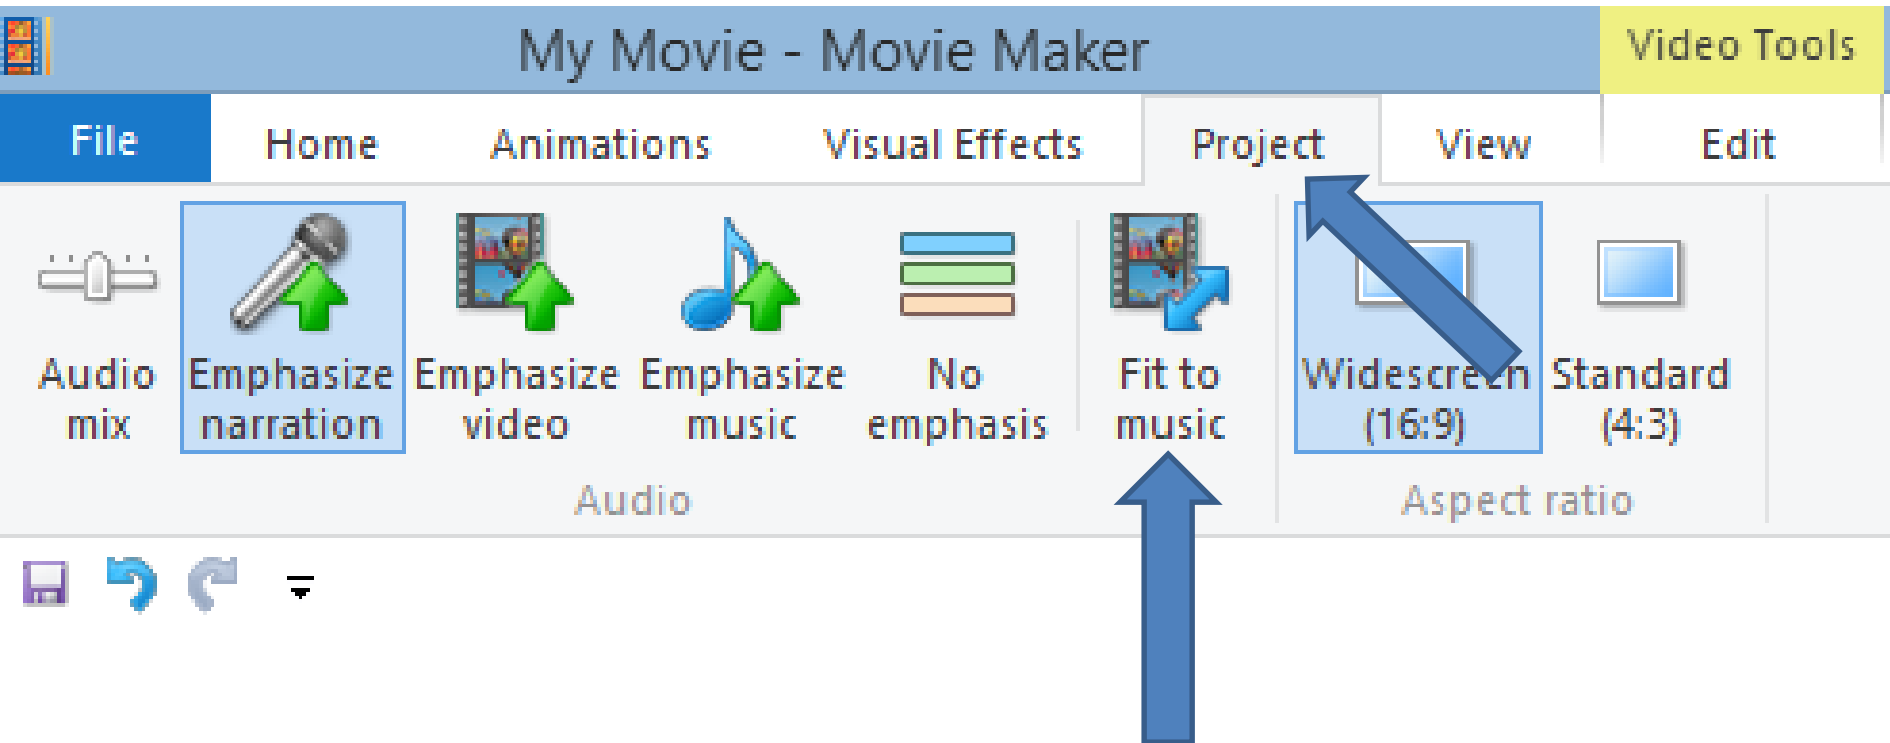 My Movie - Movie Maker
Video Tools
File Home Animations Visual Effects Project View Edit
Audio mix
Emphasize narration
Emphasize video
Emphasize music
No emphasis
Fit to music
Widescreen (16:9)
Standard (4:3)
Audio
Aspect ratio